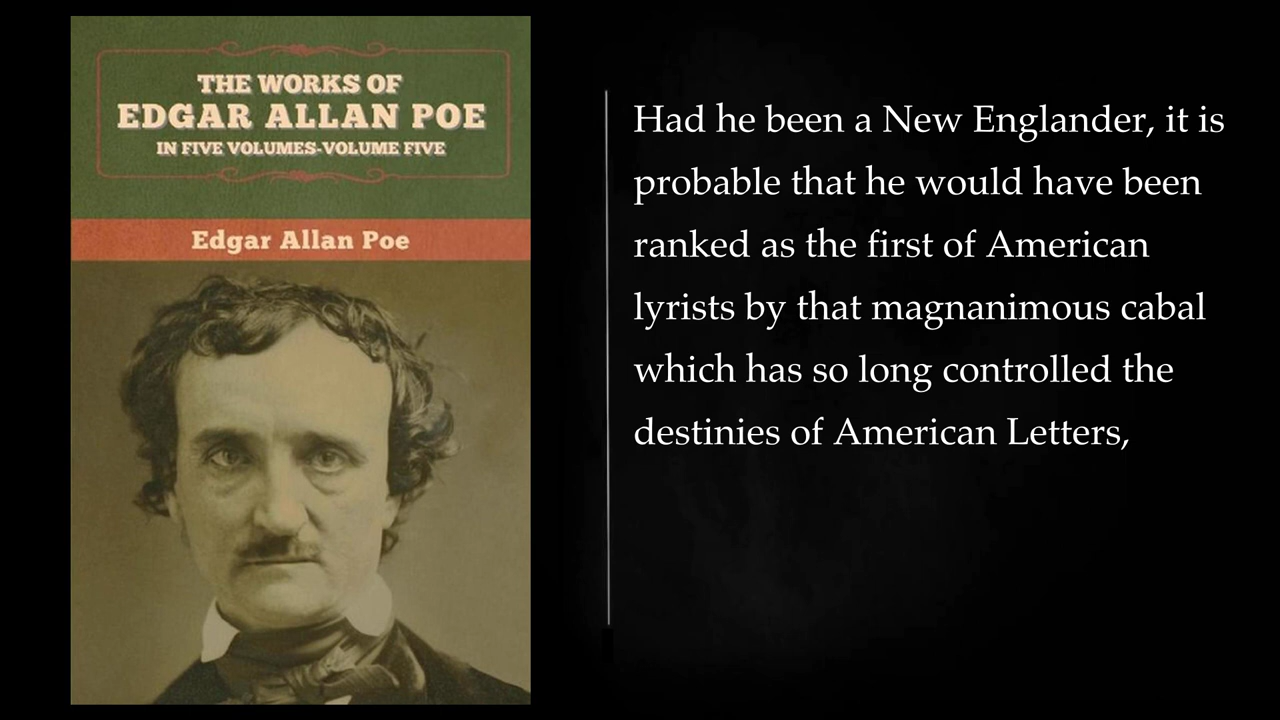 THE WORKS OF
EDGAR ALLAN POE
IN FIVE VOLUMES-VOLUME FIVE
Edgar Allan Poe
Had he been a New Englander, it is
probable that he would have been
ranked as the first of American
lyrists by that magnanimous cabal
which has so long controlled the
destinies of American Letters,